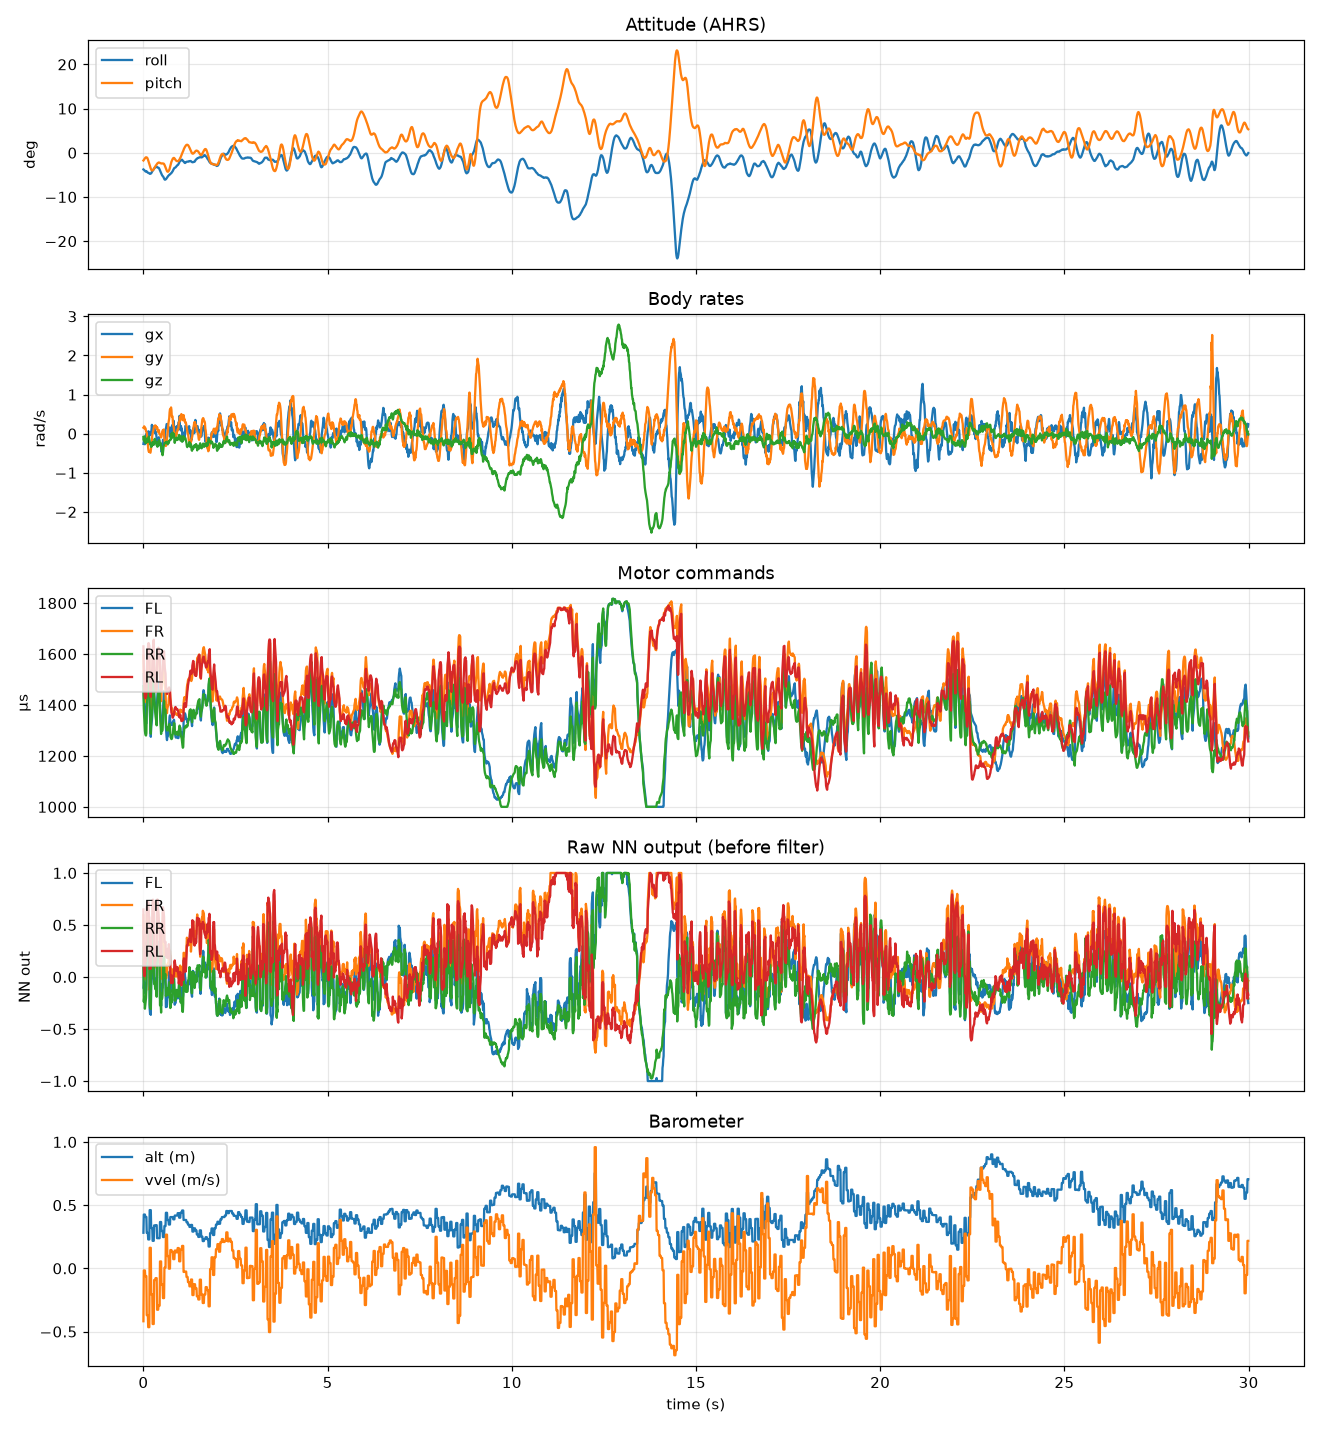 Attitude (AHRS)
20
10
0
−10
−20
deg
roll
pitch
Body rates
3
2
1
0
−1
−2
rad/s
gx
gy
gz
Motor commands
1800
1600
1400
1200
1000
µs
FL
FR
RR
RL
Raw NN output (before filter)
1.0
0.5
0.0
−0.5
−1.0
NN out
FL
FR
RR
RL
Barometer
1.0
0.5
0.0
−0.5
alt (m)
vvel (m/s)
0 5 10 15 20 25 30
time (s)